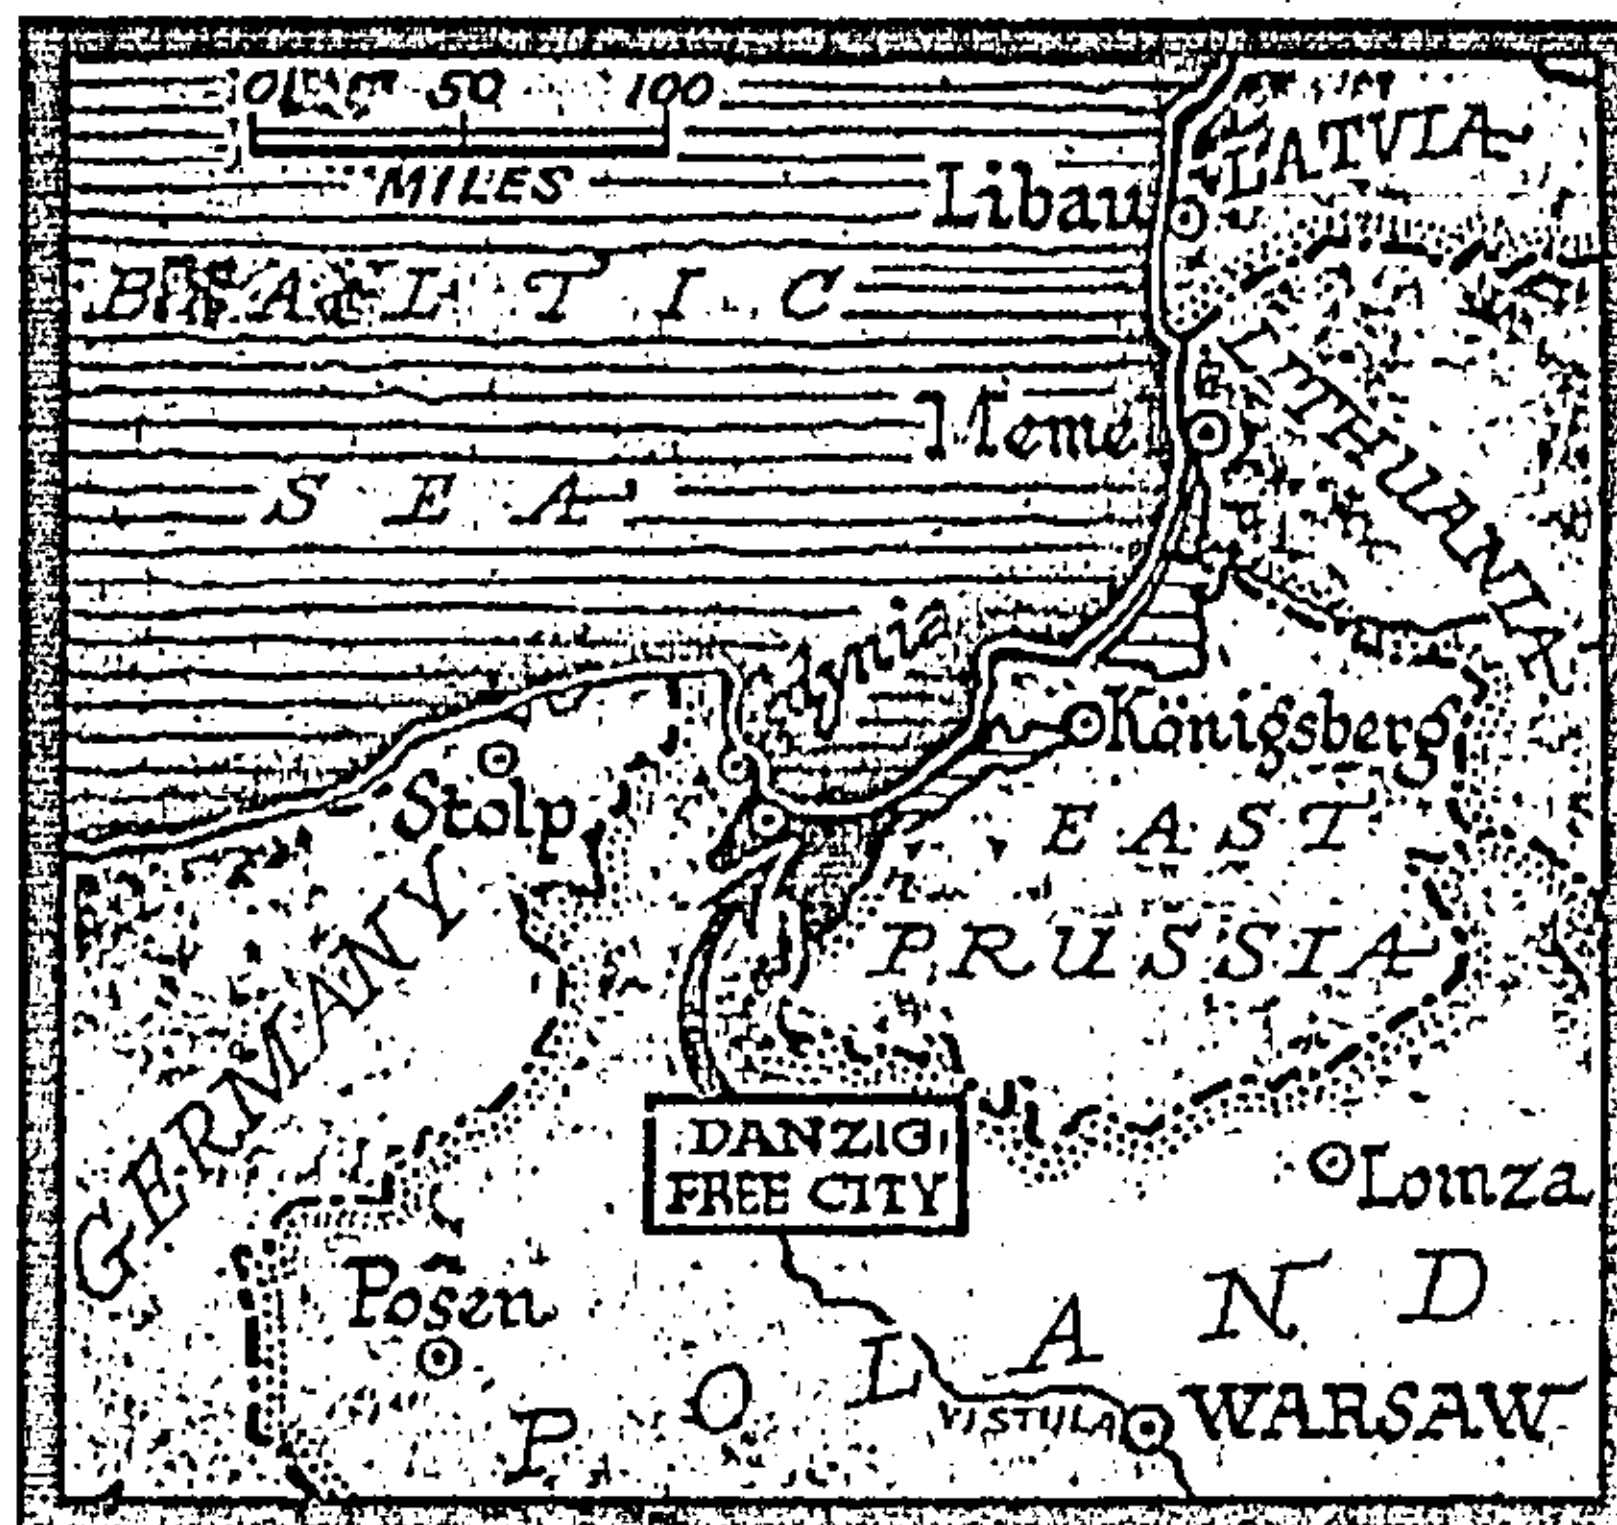 0 50 100
MILES
LATVIA
Libau
BALTIC
LITHUANIA
Memel
SEA
Gdynia
Königsberg
Stolp
EAST
GERMANY
PRUSSIA
DANZIG
FREE CITY
Lomza
Posen
POLAND
VISTULA
WARSAW